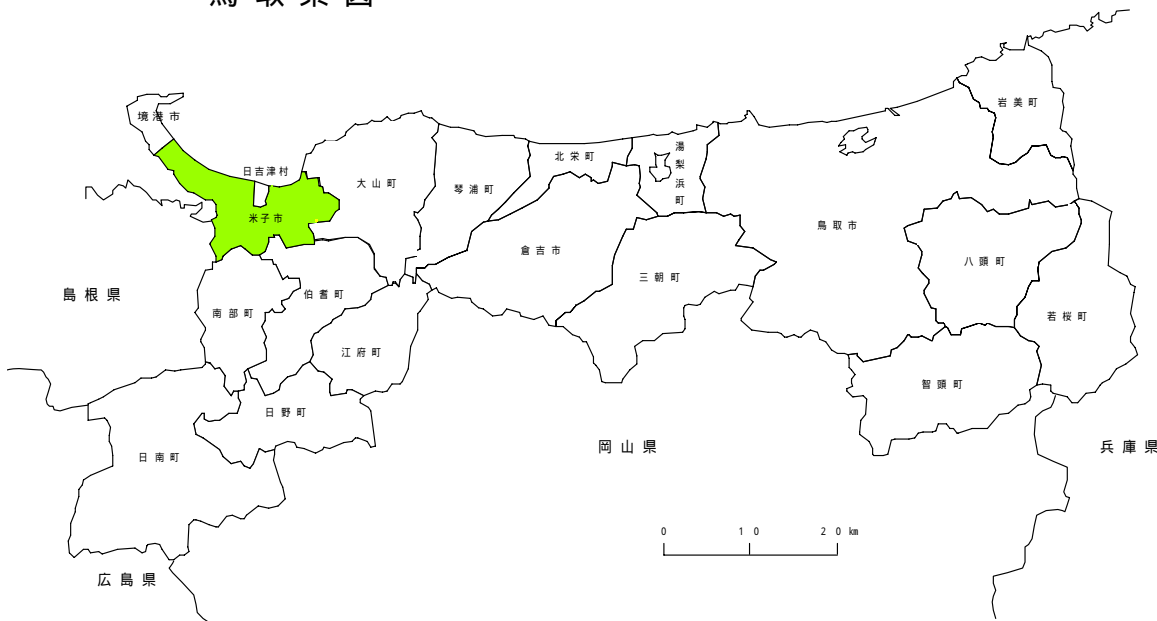 鳥取県図
境港市
岩美町
湯梨浜町
北栄町
日吉津村
大山町
琴浦町
米子市
鳥取市
倉吉市
八頭町
三朝町
島根県
伯耆町
南部町
若桜町
江府町
智頭町
日野町
岡山県
兵庫県
日南町
0 10 20 km
広島県